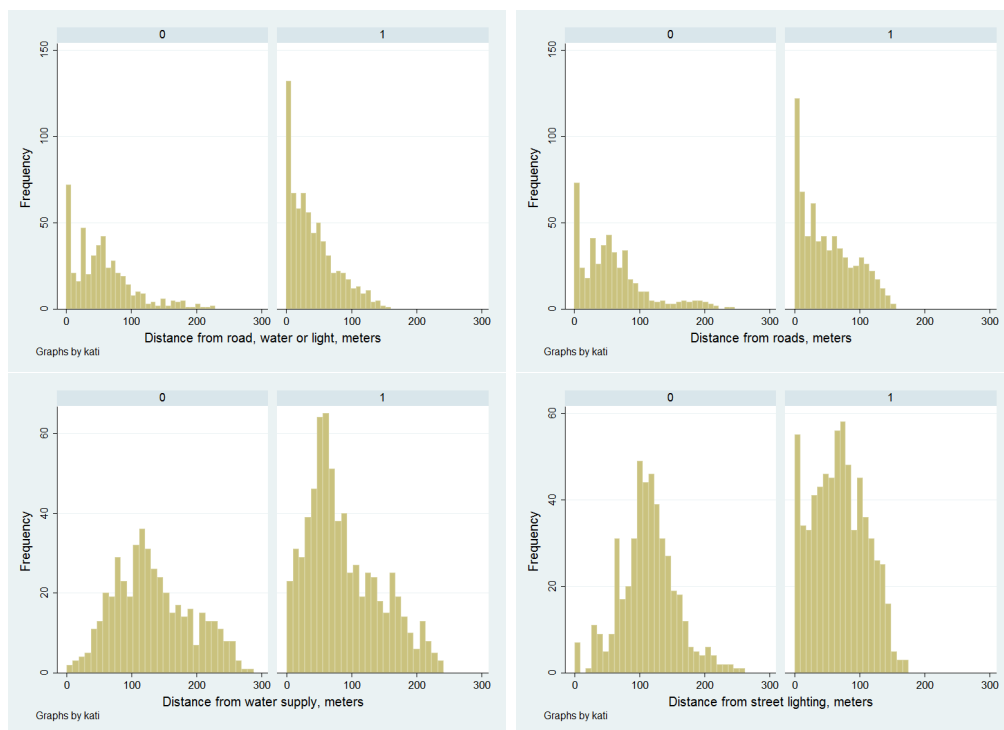 0 1
150
100
50
0
Frequency
0 100 200 300 0 100 200 300
Distance from road, water or light, meters
Graphs by kati
0 1
150
100
50
0
Frequency
0 100 200 300 0 100 200 300
Distance from roads, meters
Graphs by kati
0 1
60
40
20
0
Frequency
0 100 200 300 0 100 200 300
Distance from water supply, meters
Graphs by kati
0 1
60
40
20
0
Frequency
0 100 200 300 0 100 200 300
Distance from street lighting, meters
Graphs by kati